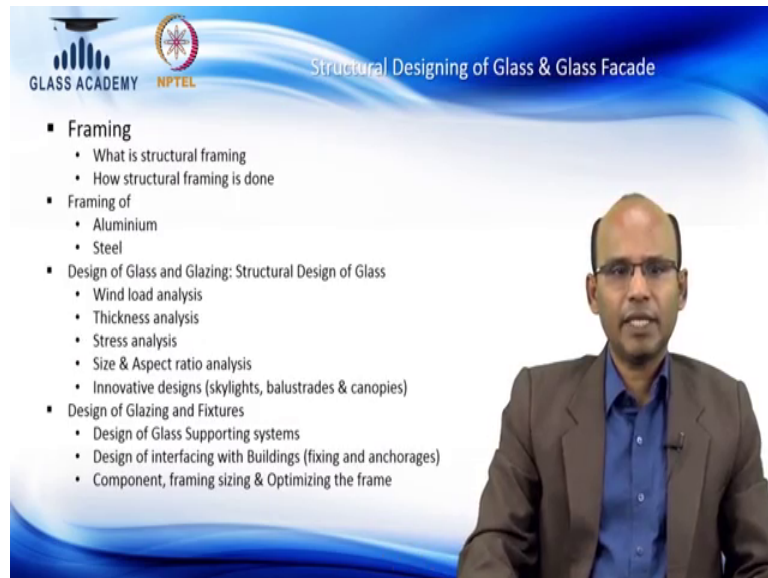 GLASS ACADEMY
NPTEL
Structural Designing of Glass & Glass Facade
Framing
What is structural framing
How structural framing is done
Framing of
Aluminium
Steel
Design of Glass and Glazing: Structural Design of Glass
Wind load analysis
Thickness analysis
Stress analysis
Size & Aspect ratio analysis
Innovative designs (skylights, balustrades & canopies)
Design of Glazing and Fixtures
Design of Glass Supporting systems
Design of interfacing with Buildings (fixing and anchorages)
Component, framing sizing & Optimizing the frame